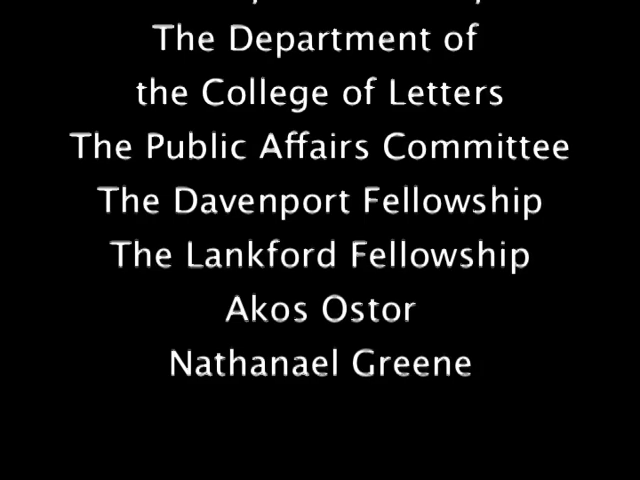 The Department of
the College of Letters
The Public Affairs Committee
The Davenport Fellowship
The Lankford Fellowship
Akos Ostor
Nathanael Greene